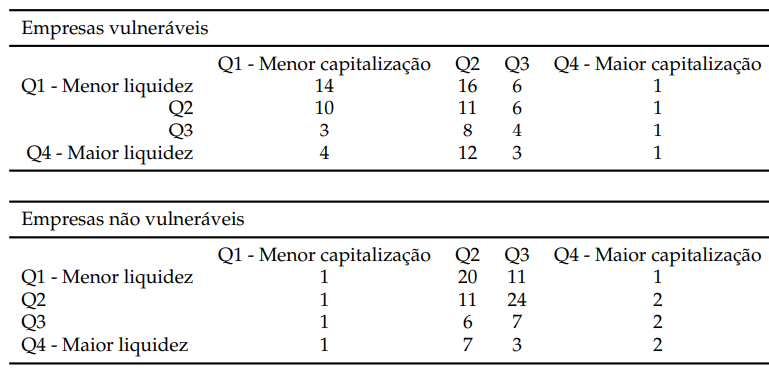 Empresas vulneráveis
Q1 - Menor capitalização Q2 Q3 Q4 - Maior capitalização
Q1 - Menor liquidez 14 16 6 1
Q2 10 11 6 1
Q3 3 8 4 1
Q4 - Maior liquidez 4 12 3 1
Empresas não vulneráveis
Q1 - Menor capitalização Q2 Q3 Q4 - Maior capitalização
Q1 - Menor liquidez 1 20 11 1
Q2 1 11 24 2
Q3 1 6 7 2
Q4 - Maior liquidez 1 7 3 2